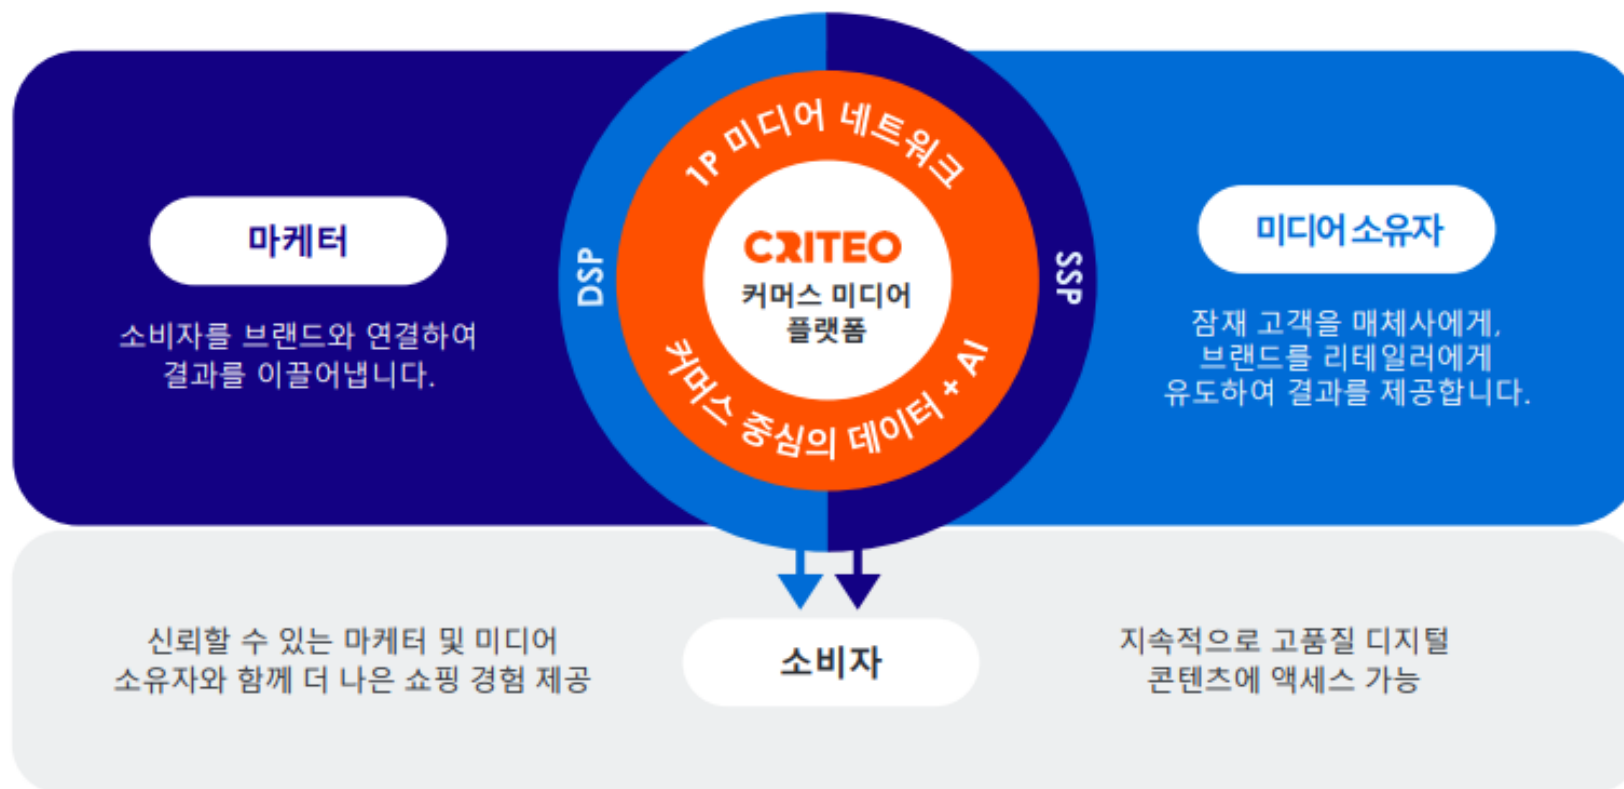 마케터
소비자를 브랜드와 연결하여
결과를 이끌어냅니다.
DSP
1P 미디어 네트워크
CRITEO
커머스 미디어
플랫폼
커머스 중심의 데이터 + AI
SSP
미디어 소유자
잠재 고객을 매체사에게,
브랜드를 리테일러에게
유도하여 결과를 제공합니다.
신뢰할 수 있는 마케터 및 미디어
소유자와 함께 더 나은 쇼핑 경험 제공
소비자
지속적으로 고품질 디지털
콘텐츠에 액세스 가능